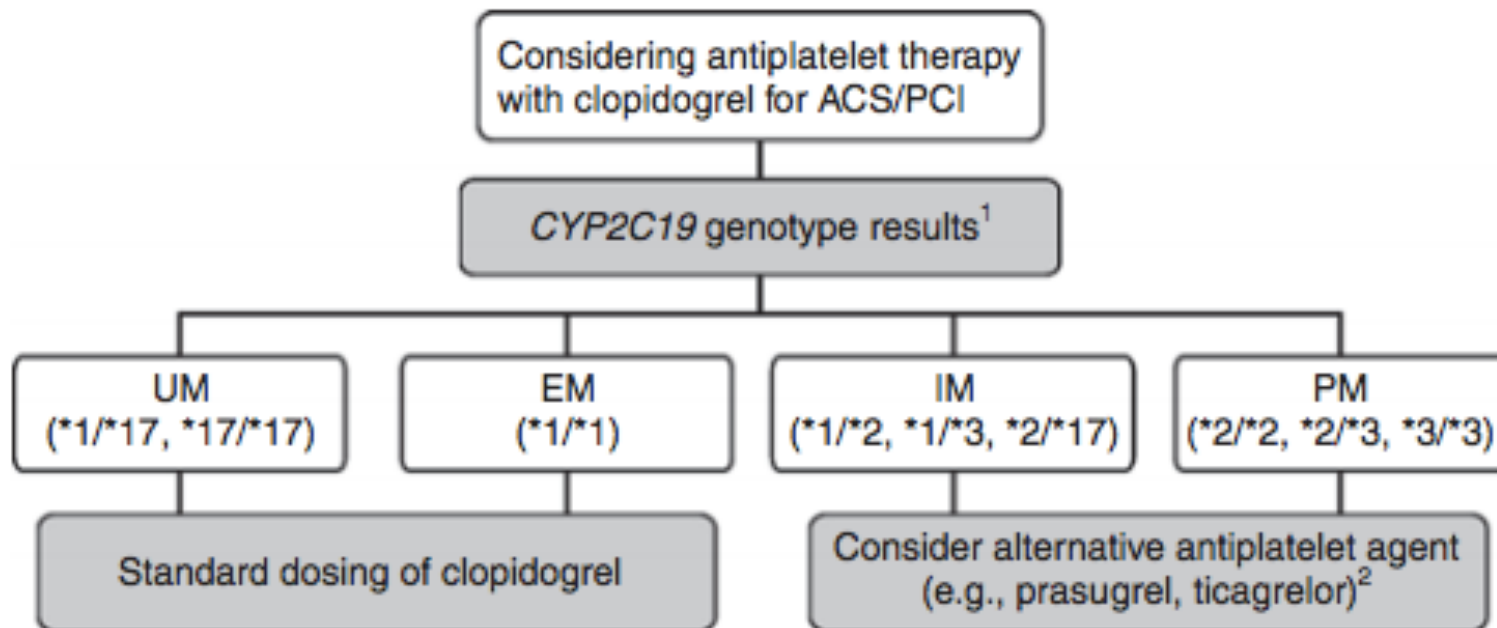 Considering antiplatelet therapy
with clopidogrel for ACS/PCI
CYP2C19 genotype results¹
UM
(*1/*17, *17/*17)
EM
(*1/*1)
IM
(*1/*2, *1/*3, *2/*17)
PM
(*2/*2, *2/*3, *3/*3)
Standard dosing of clopidogrel
Consider alternative antiplatelet agent
(e.g., prasugrel, ticagrelor)²